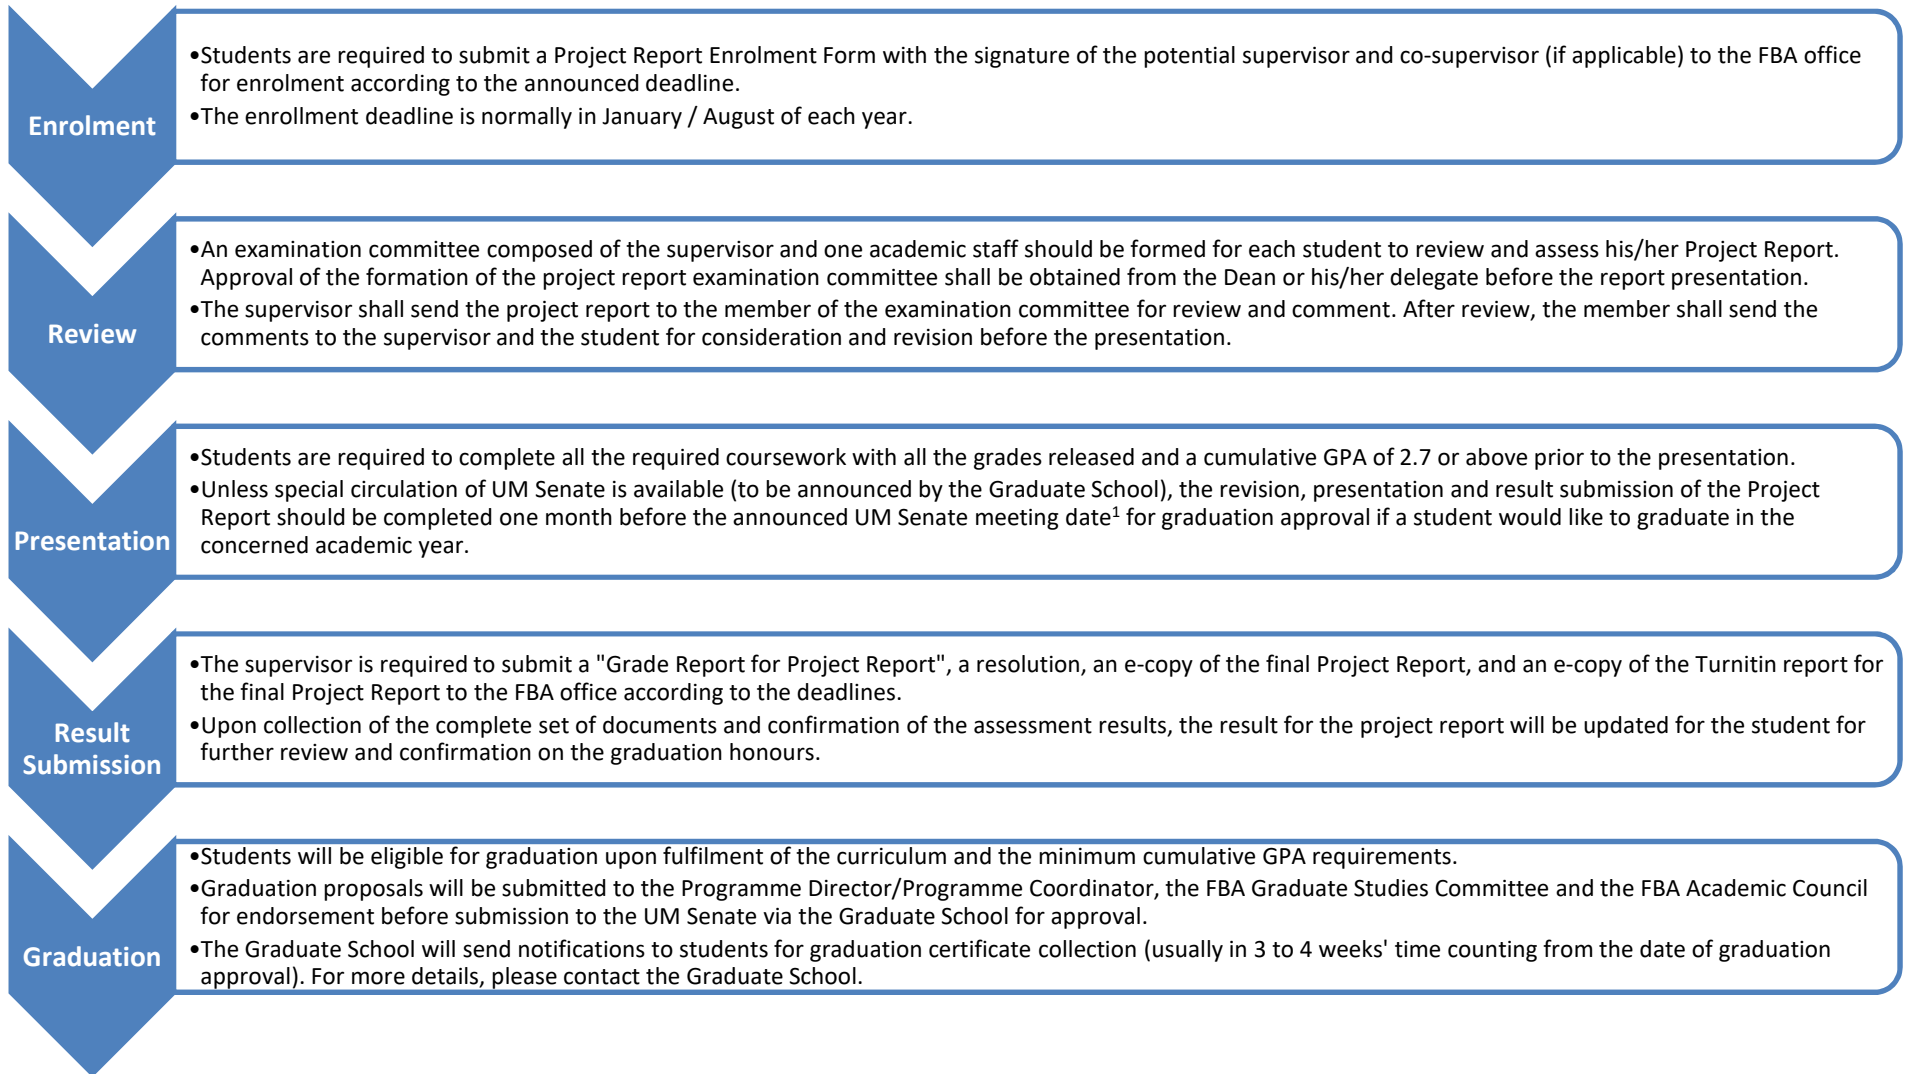 Enrolment
•Students are required to submit a Project Report Enrolment Form with the signature of the potential supervisor and co-supervisor (if applicable) to the FBA office
for enrolment according to the announced deadline.
•The enrollment deadline is normally in January / August of each year.
Review
•An examination committee composed of the supervisor and one academic staff should be formed for each student to review and assess his/her Project Report.
Approval of the formation of the project report examination committee shall be obtained from the Dean or his/her delegate before the report presentation.
•The supervisor shall send the project report to the member of the examination committee for review and comment. After review, the member shall send the
comments to the supervisor and the student for consideration and revision before the presentation.
Presentation
•Students are required to complete all the required coursework with all the grades released and a cumulative GPA of 2.7 or above prior to the presentation.
•Unless special circulation of UM Senate is available (to be announced by the Graduate School), the revision, presentation and result submission of the Project
Report should be completed one month before the announced UM Senate meeting date¹ for graduation approval if a student would like to graduate in the
concerned academic year.
Result
Submission
•The supervisor is required to submit a "Grade Report for Project Report", a resolution, an e-copy of the final Project Report, and an e-copy of the Turnitin report for
the final Project Report to the FBA office according to the deadlines.
•Upon collection of the complete set of documents and confirmation of the assessment results, the result for the project report will be updated for the student for
further review and confirmation on the graduation honours.
Graduation
•Students will be eligible for graduation upon fulfilment of the curriculum and the minimum cumulative GPA requirements.
•Graduation proposals will be submitted to the Programme Director/Programme Coordinator, the FBA Graduate Studies Committee and the FBA Academic Council
for endorsement before submission to the UM Senate via the Graduate School for approval.
•The Graduate School will send notifications to students for graduation certificate collection (usually in 3 to 4 weeks' time counting from the date of graduation
approval). For more details, please contact the Graduate School.